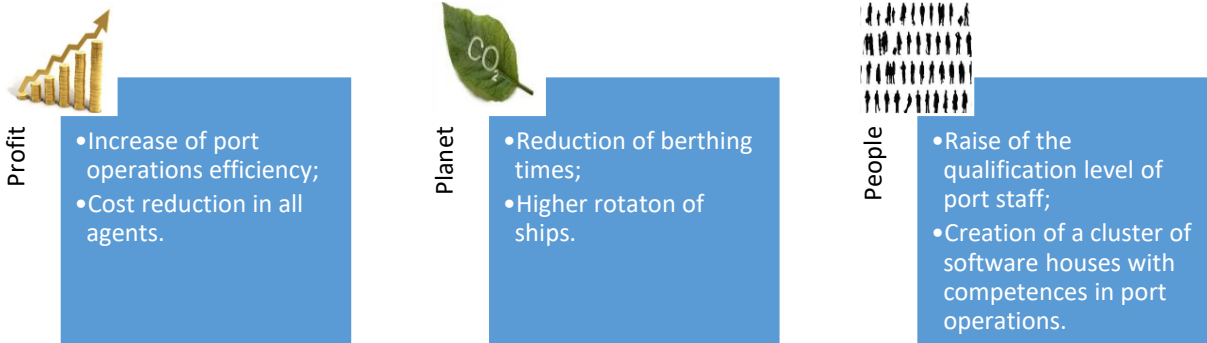 Profit
•Increase of port
operations efficiency;
•Cost reduction in all
agents.
CO₂
Planet
•Reduction of berthing
times;
•Higher rotaton of
ships.
People
•Raise of the
qualification level of
port staff;
•Creation of a cluster of
software houses with
competences in port
operations.